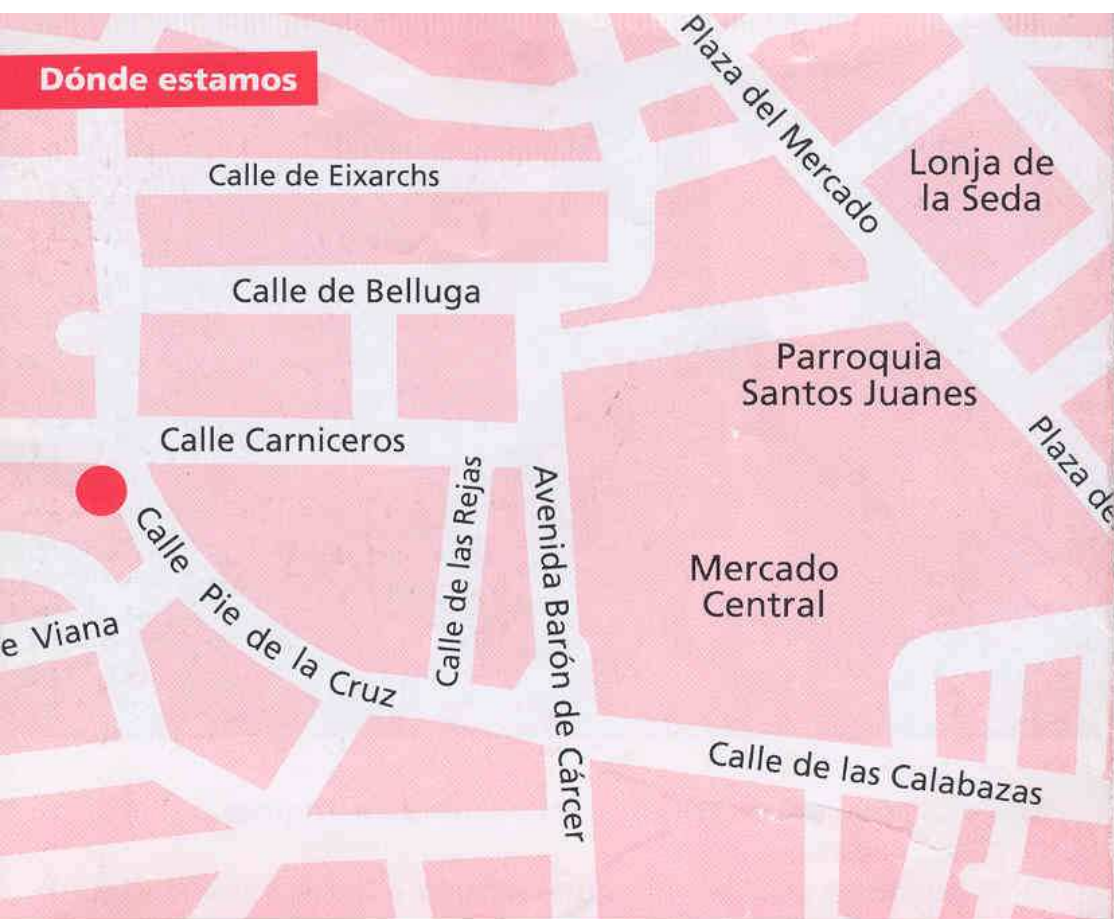 Dónde estamos
Plaza del Mercado
Lonja de
la Seda
Calle de Eixarchs
Calle de Belluga
Parroquia
Santos Juanes
Calle Carniceros
Plaza de
Calle de las Rejas
Avenida Barón de Cárcer
Calle Pie de la Cruz
Mercado
Central
e Viana
Calle de las Calabazas